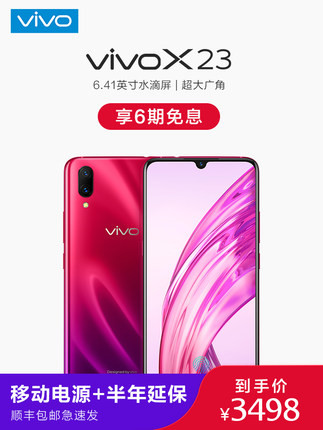 vivo
vivo X23
6.41英寸水滴屏 | 超大广角
享6期免息
vivo
移动电源+半年延保
顺丰包邮急速发
到手价
¥3498